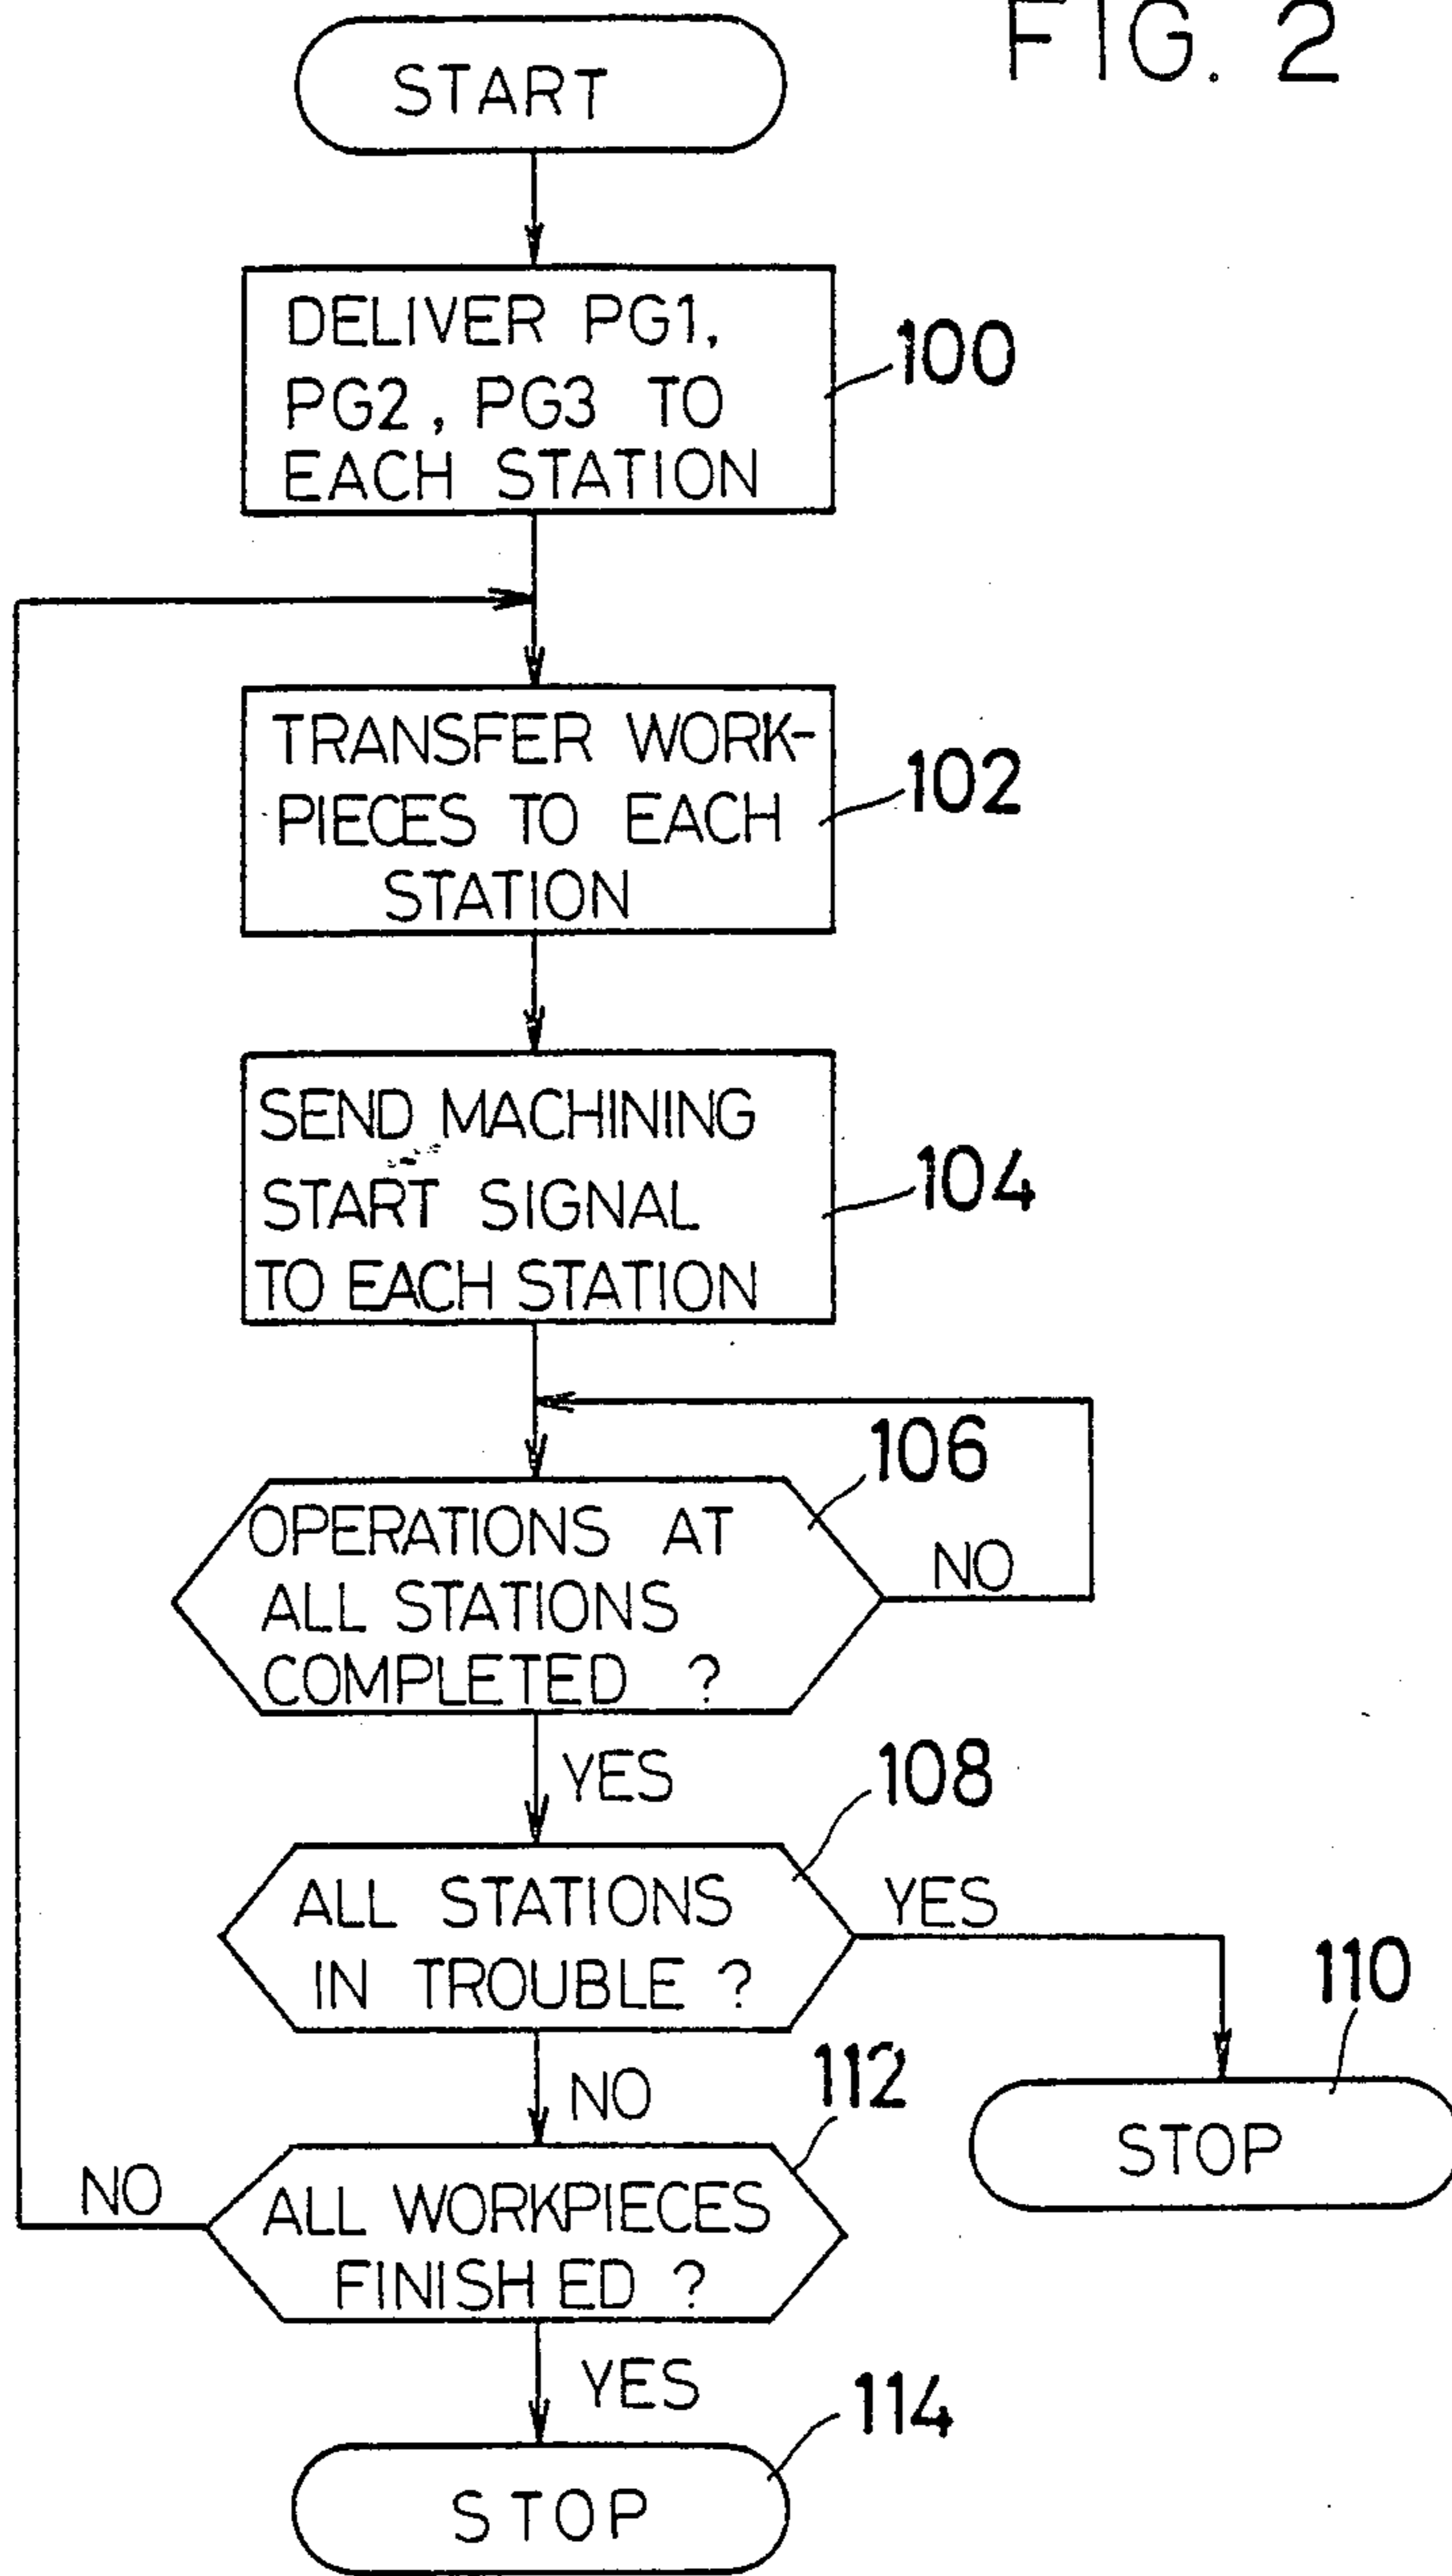 FIG. 2
START
DELIVER PG1,
PG2, PG3 TO
EACH STATION
100
TRANSFER WORK-
PIECES TO EACH
STATION
102
SEND MACHINING
START SIGNAL
TO EACH STATION
104
OPERATIONS AT
ALL STATIONS
COMPLETED ?
106
NO
YES
ALL STATIONS
IN TROUBLE ?
108
YES
110
STOP
NO
112
ALL WORKPIECES
FINISHED ?
NO
YES
114
STOP